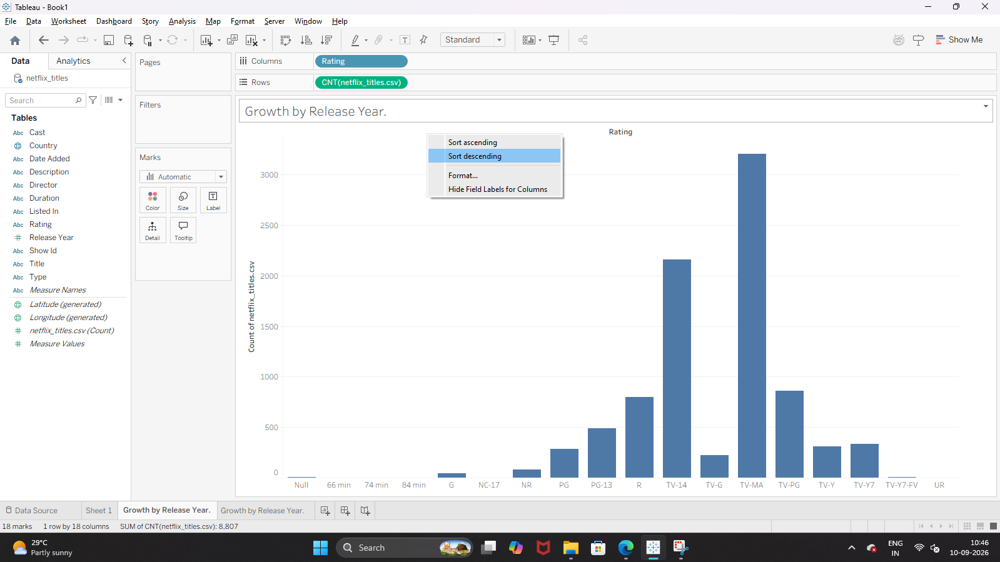 Tableau - Book1
File Data Worksheet Dashboard Story Analysis Map Format Server Window Help
Standard
Show Me
Data Analytics
netflix_titles
Search
Tables
Abc Cast
Country
Abc Date Added
Abc Description
Abc Director
Abc Duration
Abc Listed In
Abc Rating
# Release Year
Abc Show Id
Abc Title
Abc Type
Abc Measure Names
Latitude (generated)
Longitude (generated)
# netflix_titles.csv (Count)
# Measure Values
Pages
Filters
Marks
Automatic
Color Size Label
Detail Tooltip
Columns Rating
Rows CNT(netflix_titles.csv)
Growth by Release Year.
Rating
Sort ascending
Sort descending
Format...
Hide Field Labels for Columns
Count of netflix_titles.csv
3000
2500
2000
1500
1000
500
0
Null 66 min 74 min 84 min G NC-17 NR PG PG-13 R TV-14 TV-G TV-MA TV-PG TV-Y TV-Y7 TV-Y7-FV UR
Data Source Sheet 1 Growth by Release Year. Growth by Release Year.
18 marks 1 row by 18 columns SUM of CNT(netflix_titles.csv): 8,807
29°C
Partly sunny
Search
ENG
IN
10:46
10-09-2026